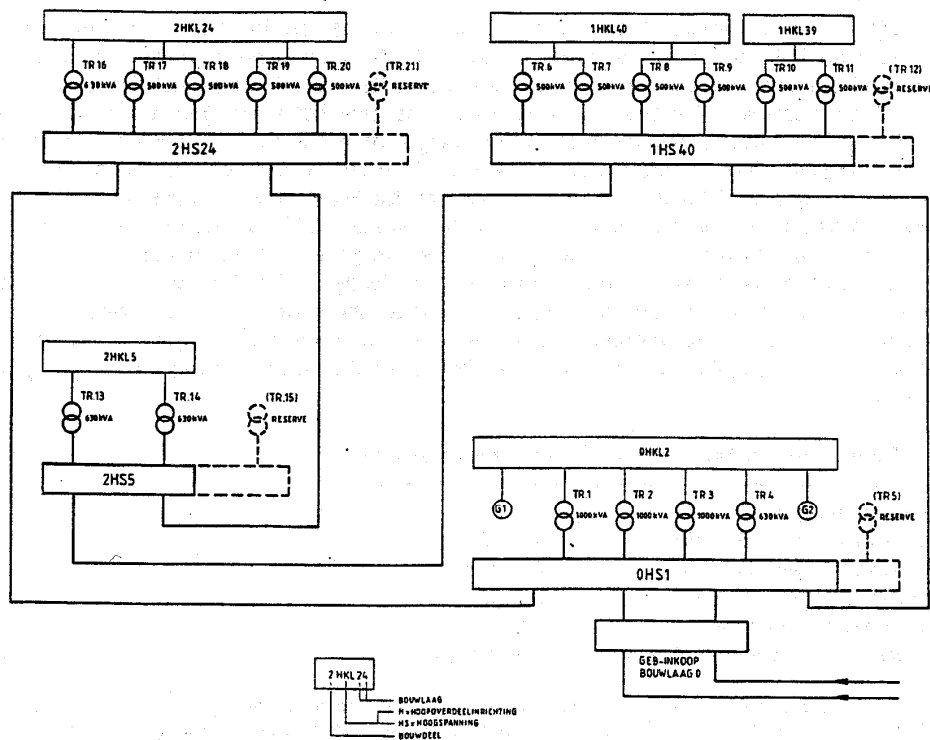 2HKL24
1HKL40
1HKL39
TR.16
630kVA
TR 17
500kVA
TR 18
500kVA
TR 19
500kVA
TR.20
500kVA
(TR.21)
RESERVE
TR.6
500kVA
TR.7
500kVA
TR 8
500kVA
TR.9
500kVA
TR 10
500kVA
TR 11
500kVA
(TR 12)
RESERVE
2HS24
1HS40
2HKL5
TR.13
630kVA
TR.14
630kVA
(TR.15)
RESERVE
2HS5
0HKL2
G1
TR.1
1000kVA
TR 2
1000kVA
TR 3
1000kVA
TR 4
630kVA
G2
(TR5)
RESERVE
0HS1
GEB-INKOOP
BOUWLAAG 0
2 HKL 24
BOUWLAAG
H=HOOFOVERDEELINRICHTING
HS=HOOGSPANNING
BOUWDEEL